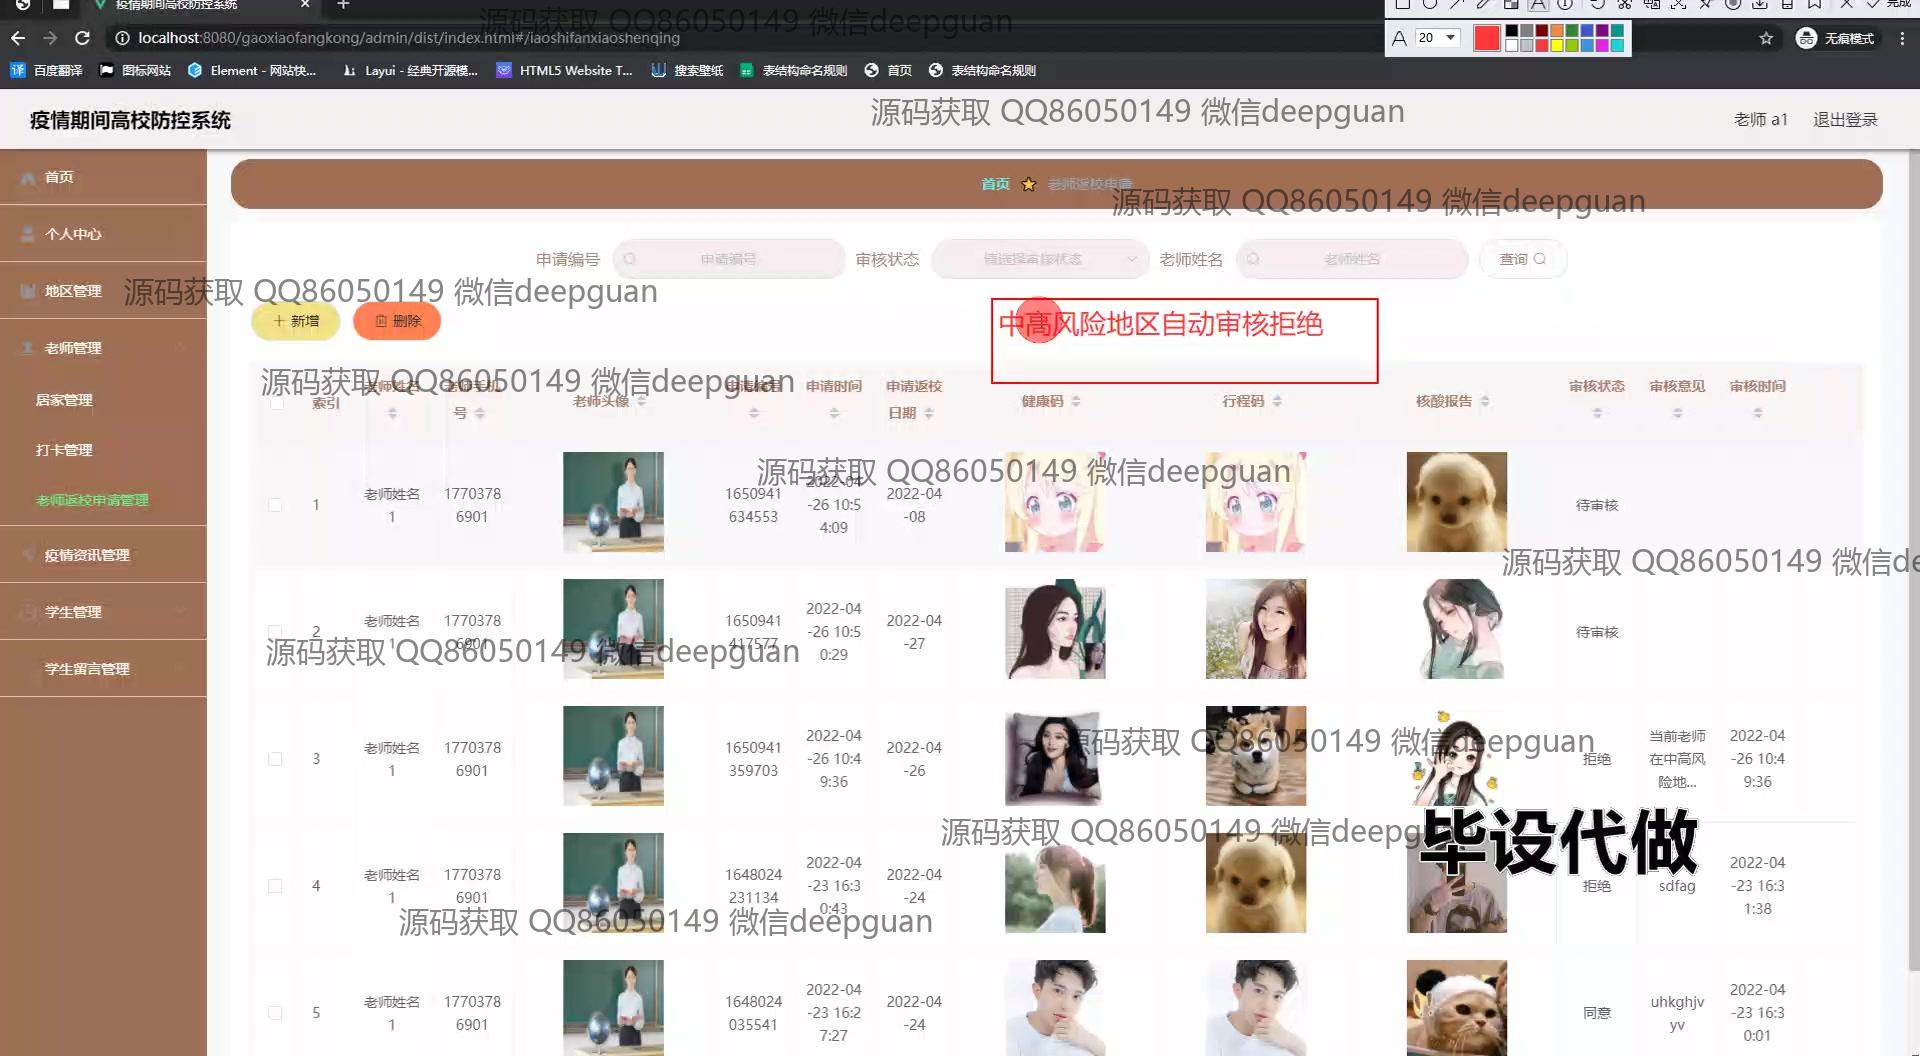 疫情期间高校防控系统
完成
localhost:8080/gaoxiaofangkong/admin/dist/index.html#/jiaoshifanxiaoshenqing
A 20
无痕模式
百度翻译 图标网站 Element - 网站快... Layui - 经典开源模... HTML5 Website T... 搜索壁纸 表结构命名规则 首页 表结构命名规则
疫情期间高校防控系统
老师 a1 退出登录
首页
个人中心
地区管理
老师管理
居家管理
打卡管理
老师返校申请管理
疫情资讯管理
学生管理
学生留言管理
首页 老师返校申请
申请编号 申请编号 审核状态 请选择审核状态 老师姓名 老师姓名 查询
新增 删除
中高风险地区自动审核拒绝
索引 老师姓名 老师手机号 老师头像 申请编号 申请时间 申请返校日期 健康码 行程码 核酸报告 审核状态 审核意见 审核时间
1 老师姓名1 17703786901 1650941634553 2022-04-26 10:54:09 2022-04-08 待审核
2 老师姓名1 17703786901 1650941417577 2022-04-26 10:50:29 2022-04-27 待审核
3 老师姓名1 17703786901 1650941359703 2022-04-26 10:49:36 2022-04-26 拒绝 当前老师在中高风险地... 2022-04-26 10:49:36
4 老师姓名1 17703786901 1648024231134 2022-04-23 16:30:43 2022-04-24 拒绝 sdfag 2022-04-23 16:31:38
5 老师姓名1 17703786901 1648024035541 2022-04-23 16:27:27 2022-04-24 同意 uhkghjvyv 2022-04-23 16:30:01
源码获取 QQ86050149 微信deepguan
源码获取 QQ86050149 微信deepguan
源码获取 QQ86050149 微信deepguan
源码获取 QQ86050149 微信deepguan
源码获取 QQ86050149 微信deepguan
源码获取 QQ86050149 微信deepguan
源码获取 QQ86050149 微信de
源码获取 QQ86050149 微信deepguan
源码获取 QQ86050149 微信deepguan
源码获取 QQ86050149 微信deepguan
源码获取 QQ86050149 微信deepguan
毕设代做